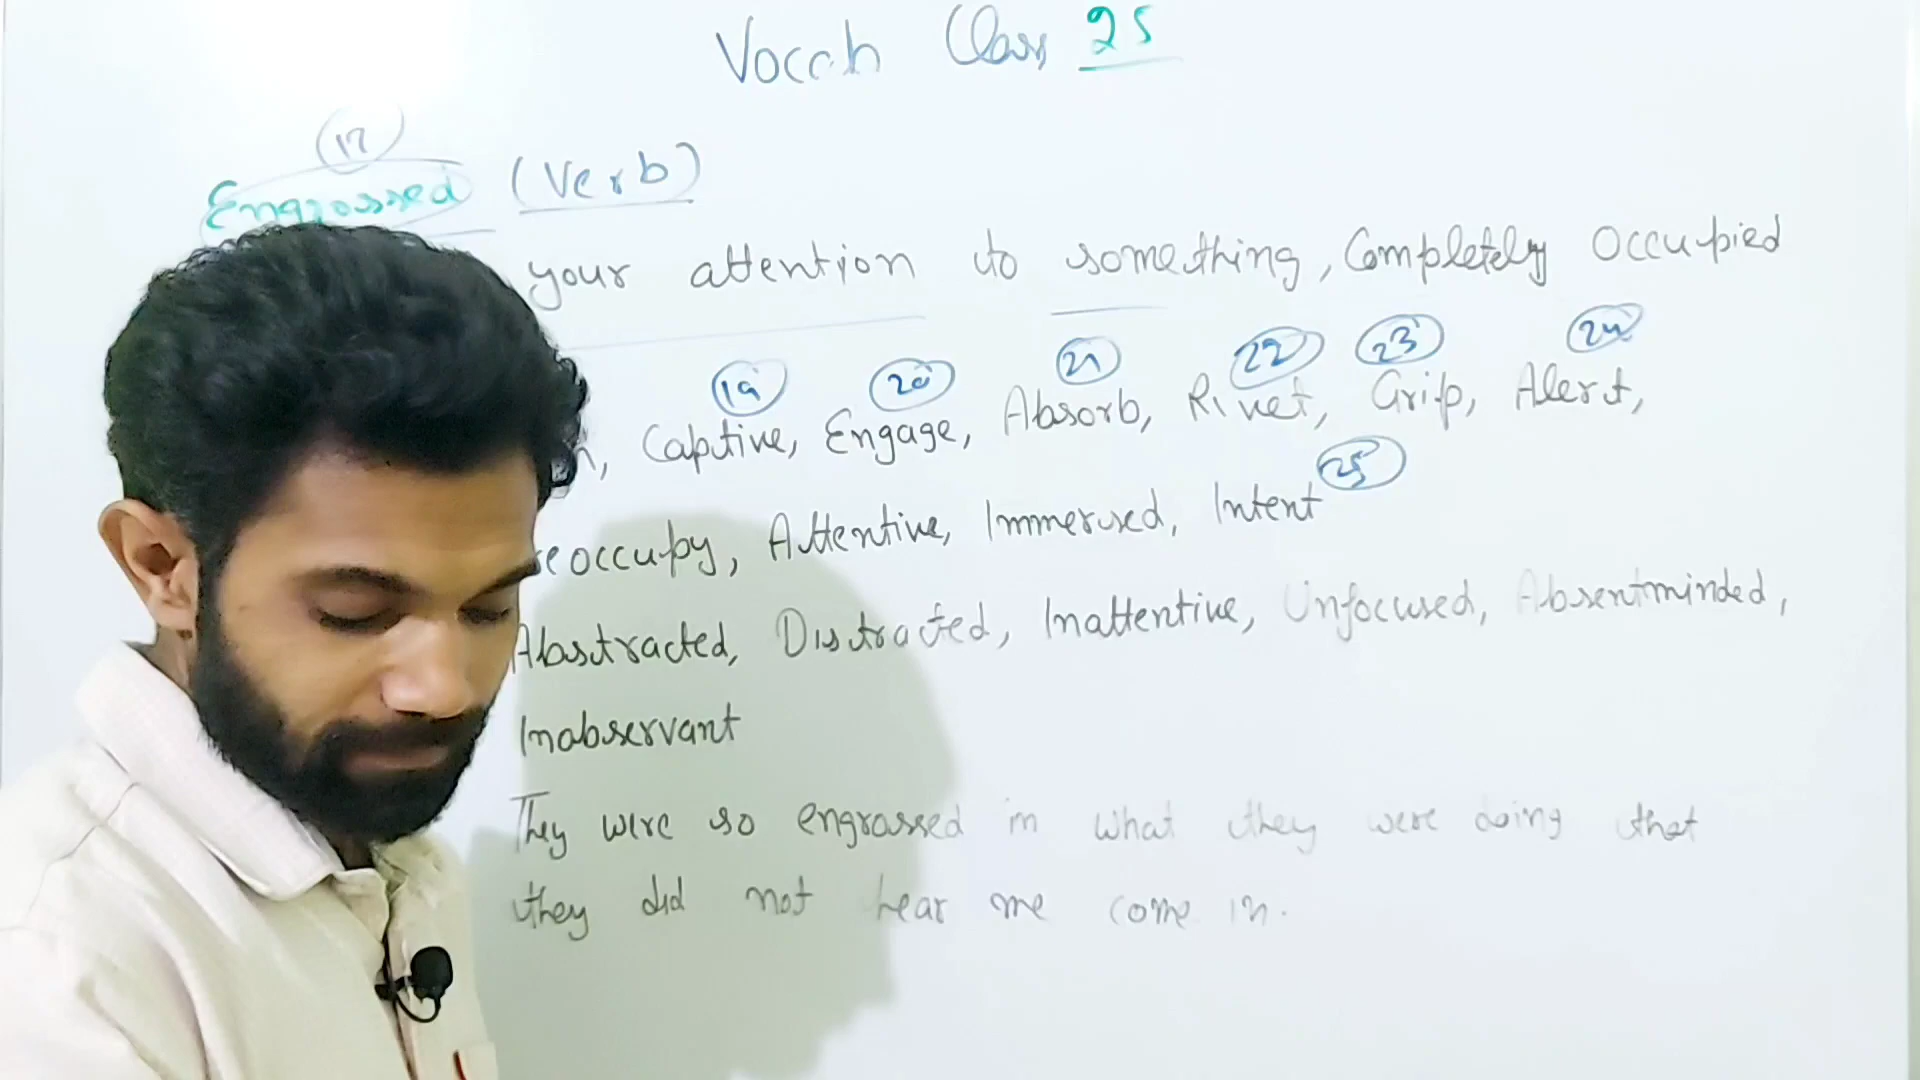 Vocab Class 25
17
Engrossed (Verb)
your attention to something, Completely Occupied
19 20 21 22 23 24
Captive, Engage, Absorb, Rivet, Grip, Alert,
25
eoccupy, Attentive, Immersed, Intent
Abstracted, Distracted, Inattentive, Unfocused, Absentminded,
Inobservant
They were so engrossed in what they were doing that
they did not hear me come in.